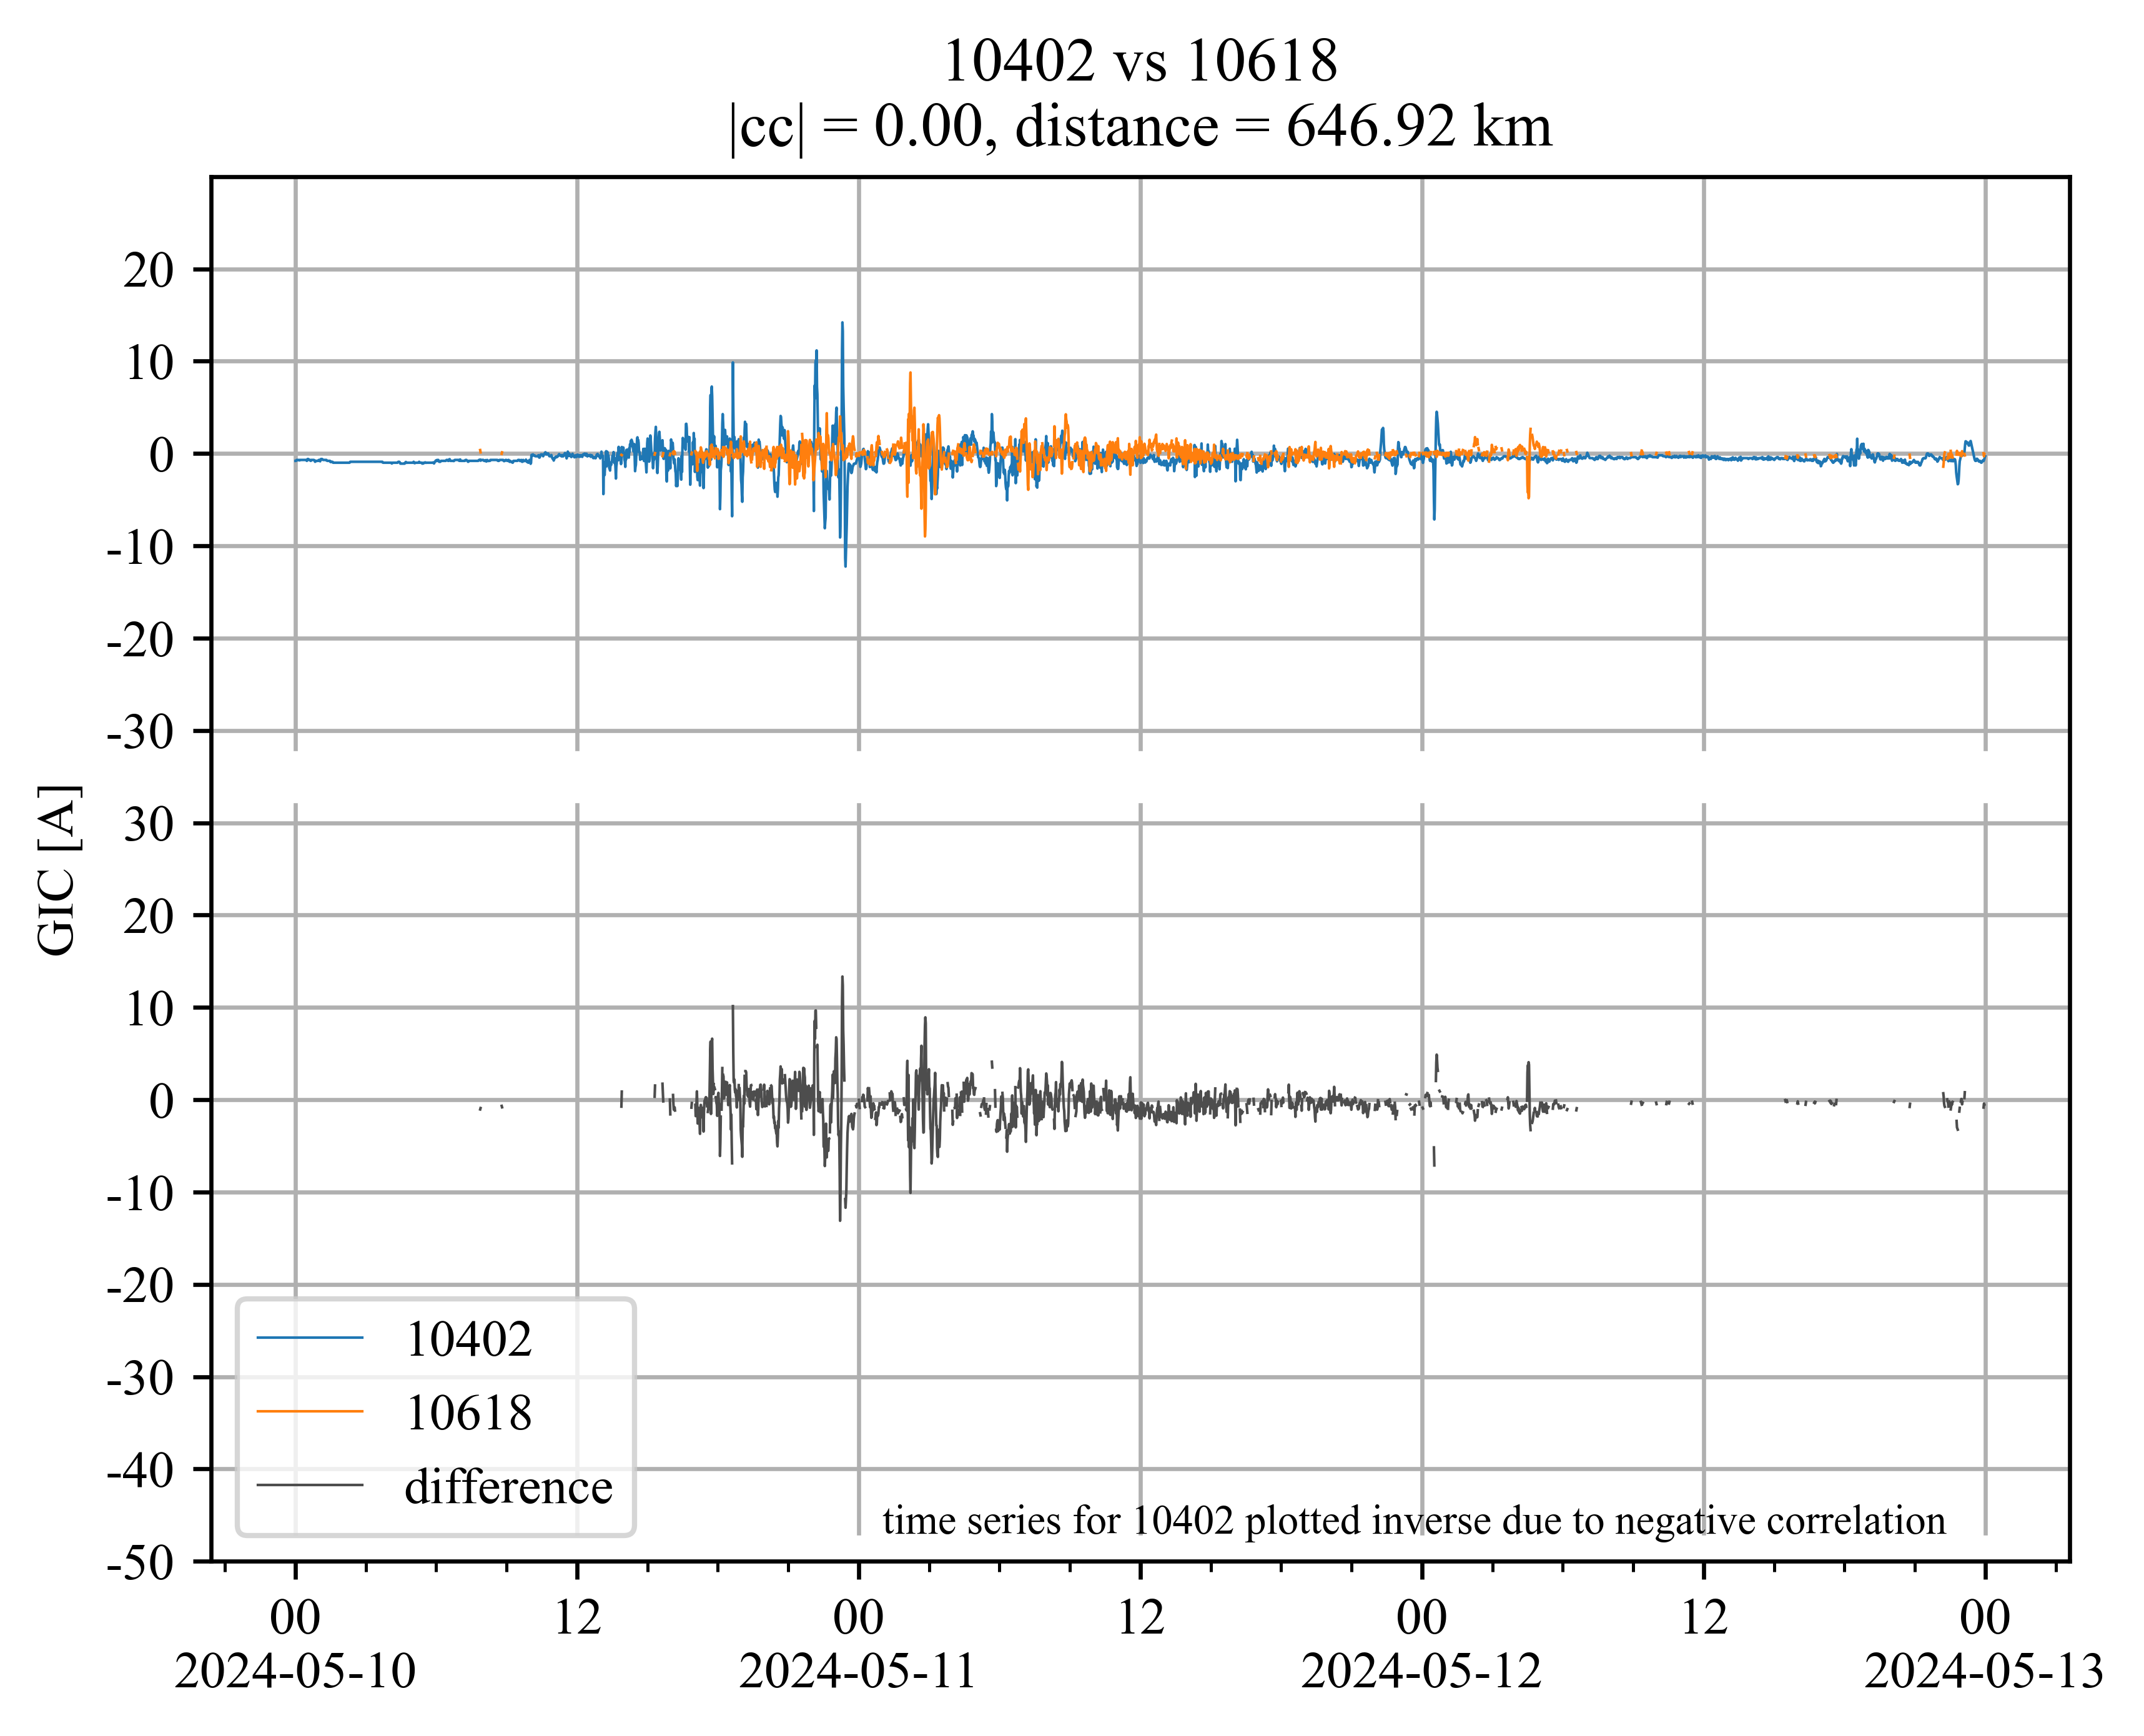 10402 vs 10618
|cc| = 0.00, distance = 646.92 km
20
10
0
-10
-20
-30
30
20
10
0
-10
-20
-30
-40
-50
GIC [A]
10402
10618
difference
time series for 10402 plotted inverse due to negative correlation
00 12 00 12 00 12 00
2024-05-10 2024-05-11 2024-05-12 2024-05-13